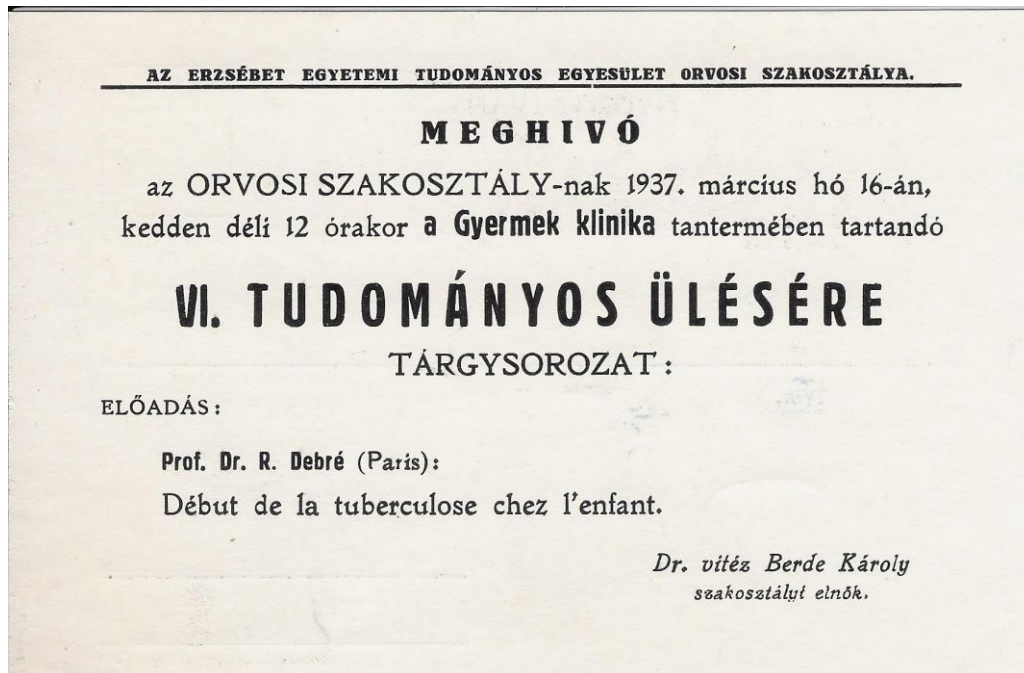 AZ ERZSÉBET EGYETEMI TUDOMÁNYOS EGYESÜLET ORVOSI SZAKOSZTÁLYA.
MEGHIVÓ
az ORVOSI SZAKOSZTÁLY-nak 1937. március hó 16-án,
kedden déli 12 órakor a Gyermek klinika tantermében tartandó
VI. TUDOMÁNYOS ÜLÉSÉRE
TÁRGYSOROZAT:
ELŐADÁS:
Prof. Dr. R. Debré (Paris):
Début de la tuberculose chez l'enfant.
Dr. vitéz Berde Károly
szakosztályi elnök.